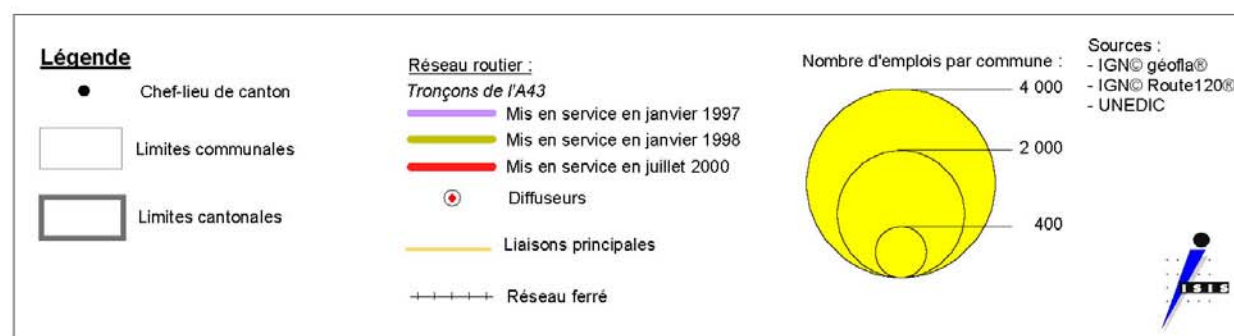 Légende
Chef-lieu de canton
Limites communales
Limites cantonales
Réseau routier :
Tronçons de l'A43
Mis en service en janvier 1997
Mis en service en janvier 1998
Mis en service en juillet 2000
Diffuseurs
Liaisons principales
Réseau ferré
Nombre d'emplois par commune :
4 000
2 000
400
Sources :
- IGN© géofla®
- IGN© Route120®
- UNEDIC
ISIS